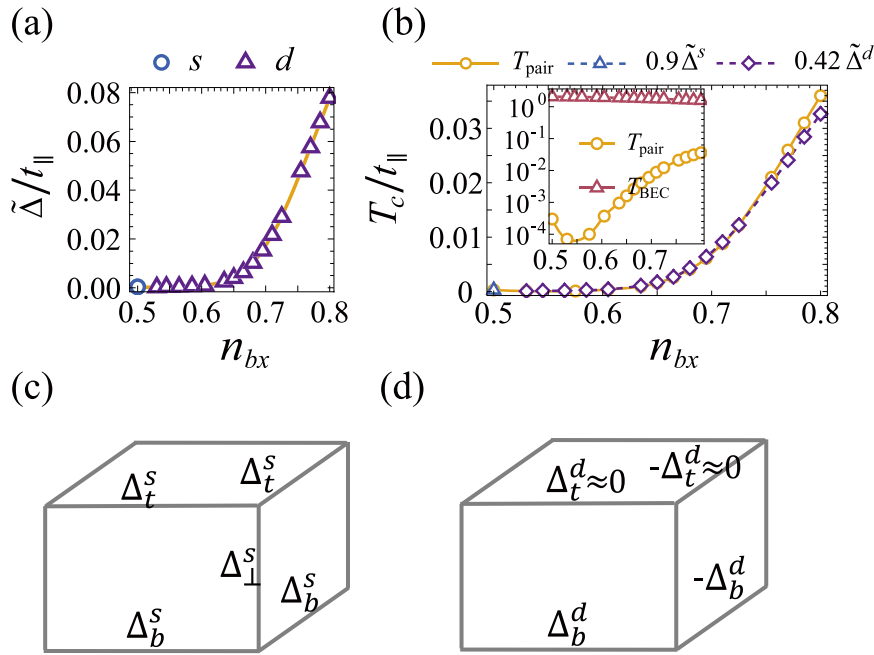 (a)
s d
0.08
0.06
0.04
0.02
0.00
0.5 0.6 0.7 0.8
Δ̃/t∥
n_bx
(b)
T_pair 0.9 Δ̃^s 0.42 Δ̃^d
0.03
0.02
0.01
0
0.5 0.6 0.7 0.8
T_c/t∥
n_bx
10^0
10^-1
10^-2
10^-3
10^-4
0.5 0.6 0.7
T_pair
T_BEC
(c)
Δ_t^s
Δ_t^s
Δ_⊥^s
Δ_b^s
Δ_b^s
(d)
-Δ_t^d≈0
Δ_t^d≈0
-Δ_b^d
Δ_b^d